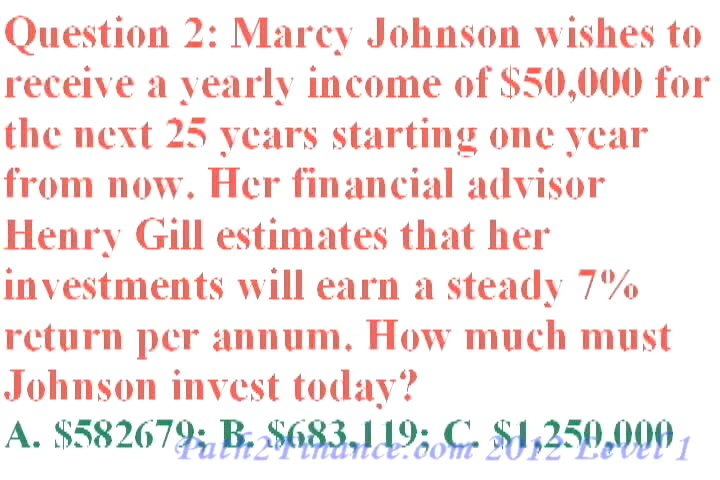 Question 2: Marcy Johnson wishes to
receive a yearly income of $50,000 for
the next 25 years starting one year
from now. Her financial advisor
Henry Gill estimates that her
investments will earn a steady 7%
return per annum. How much must
Johnson invest today?
A. $582679; B. $683,119; C. $1,250,000
Path2Finance.com 2012 Level 1